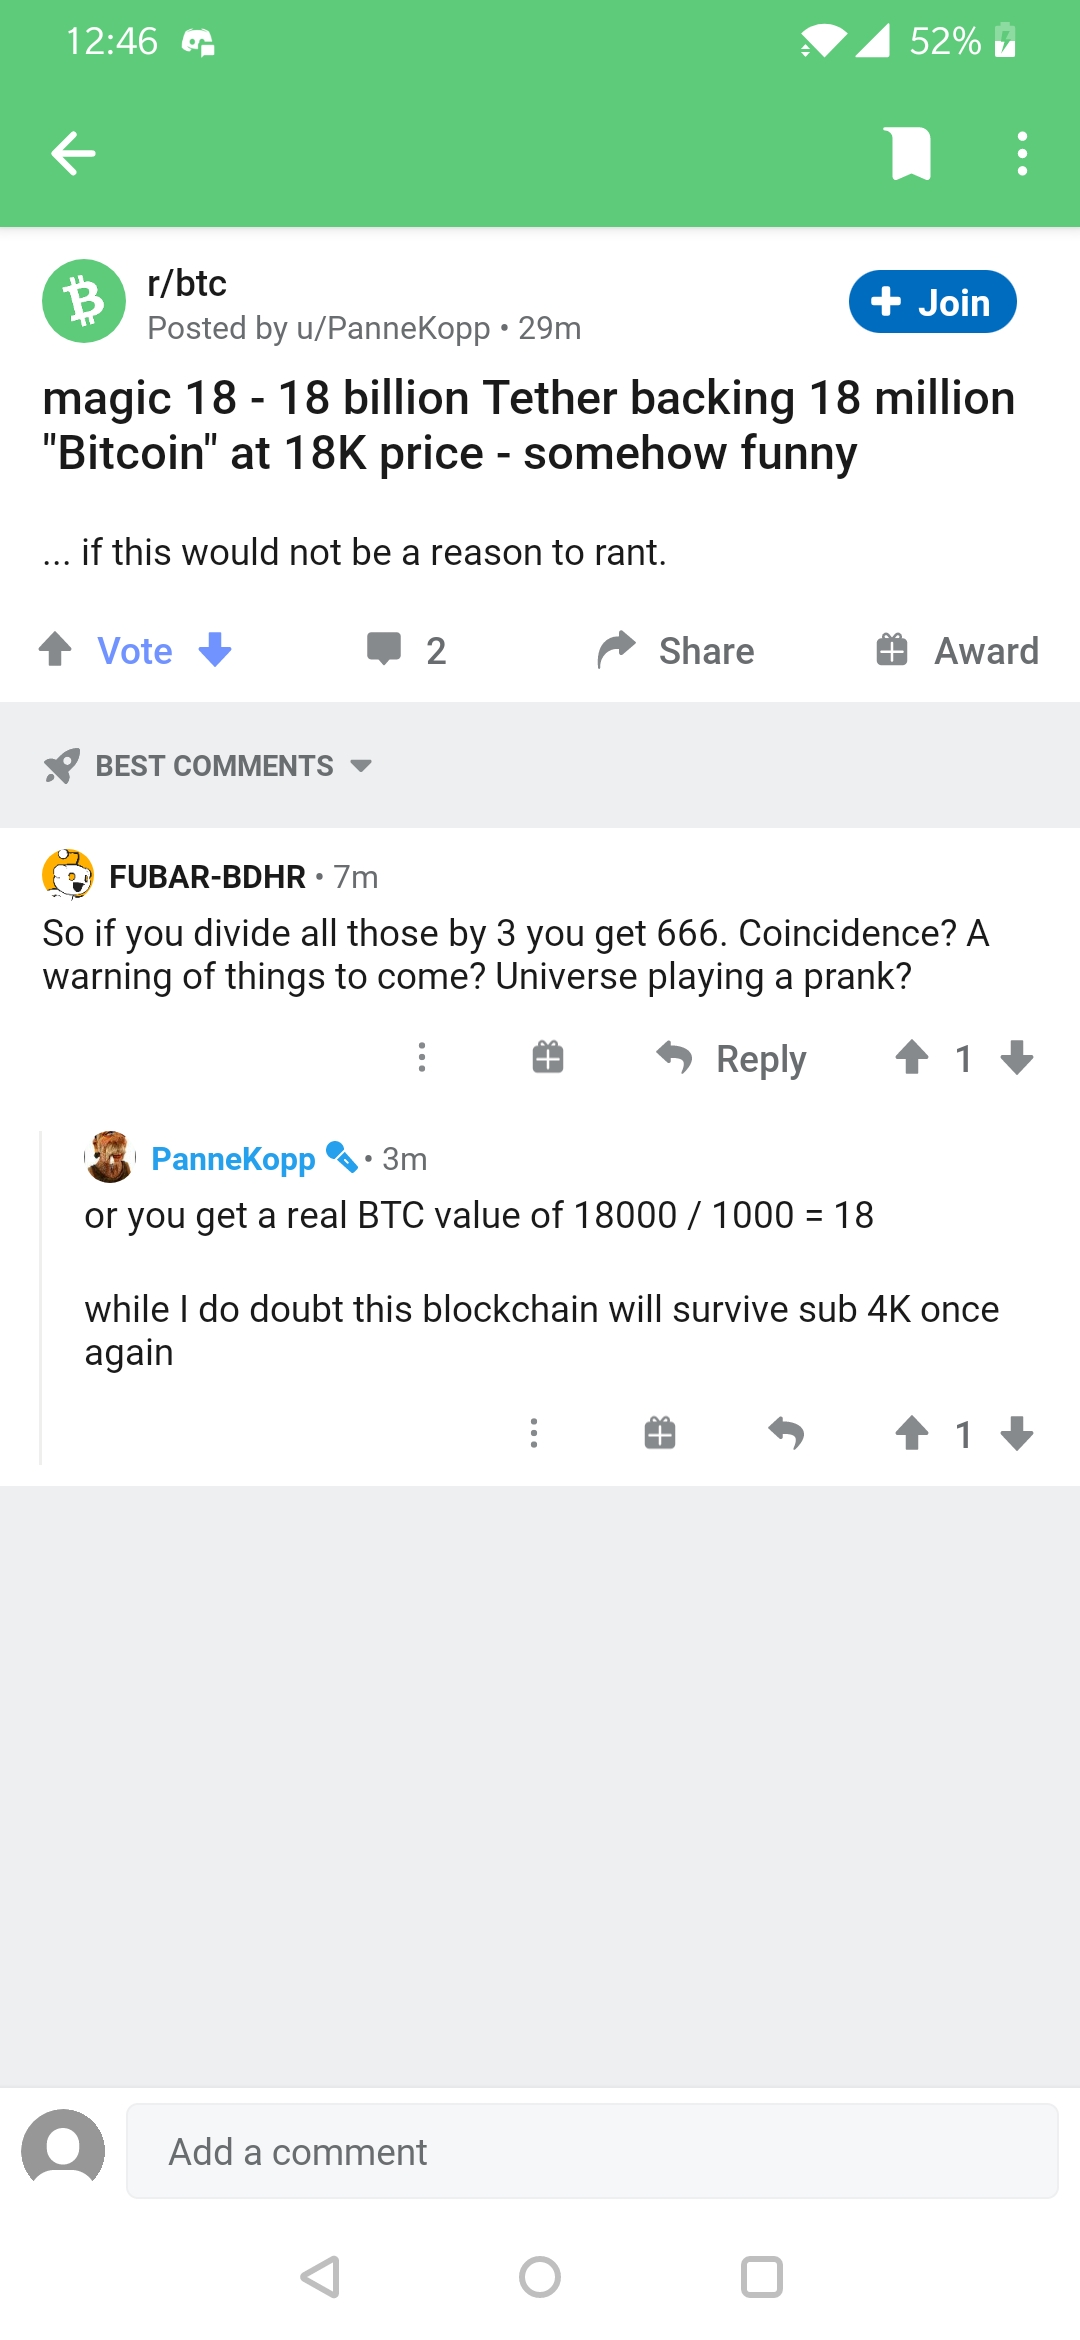 12:46
52%
r/btc
Posted by u/PanneKopp • 29m
Join
magic 18 - 18 billion Tether backing 18 million
"Bitcoin" at 18K price - somehow funny
... if this would not be a reason to rant.
Vote
2
Share
Award
BEST COMMENTS
FUBAR-BDHR • 7m
So if you divide all those by 3 you get 666. Coincidence? A
warning of things to come? Universe playing a prank?
Reply
1
PanneKopp • 3m
or you get a real BTC value of 18000 / 1000 = 18
while I do doubt this blockchain will survive sub 4K once
again
1
Add a comment